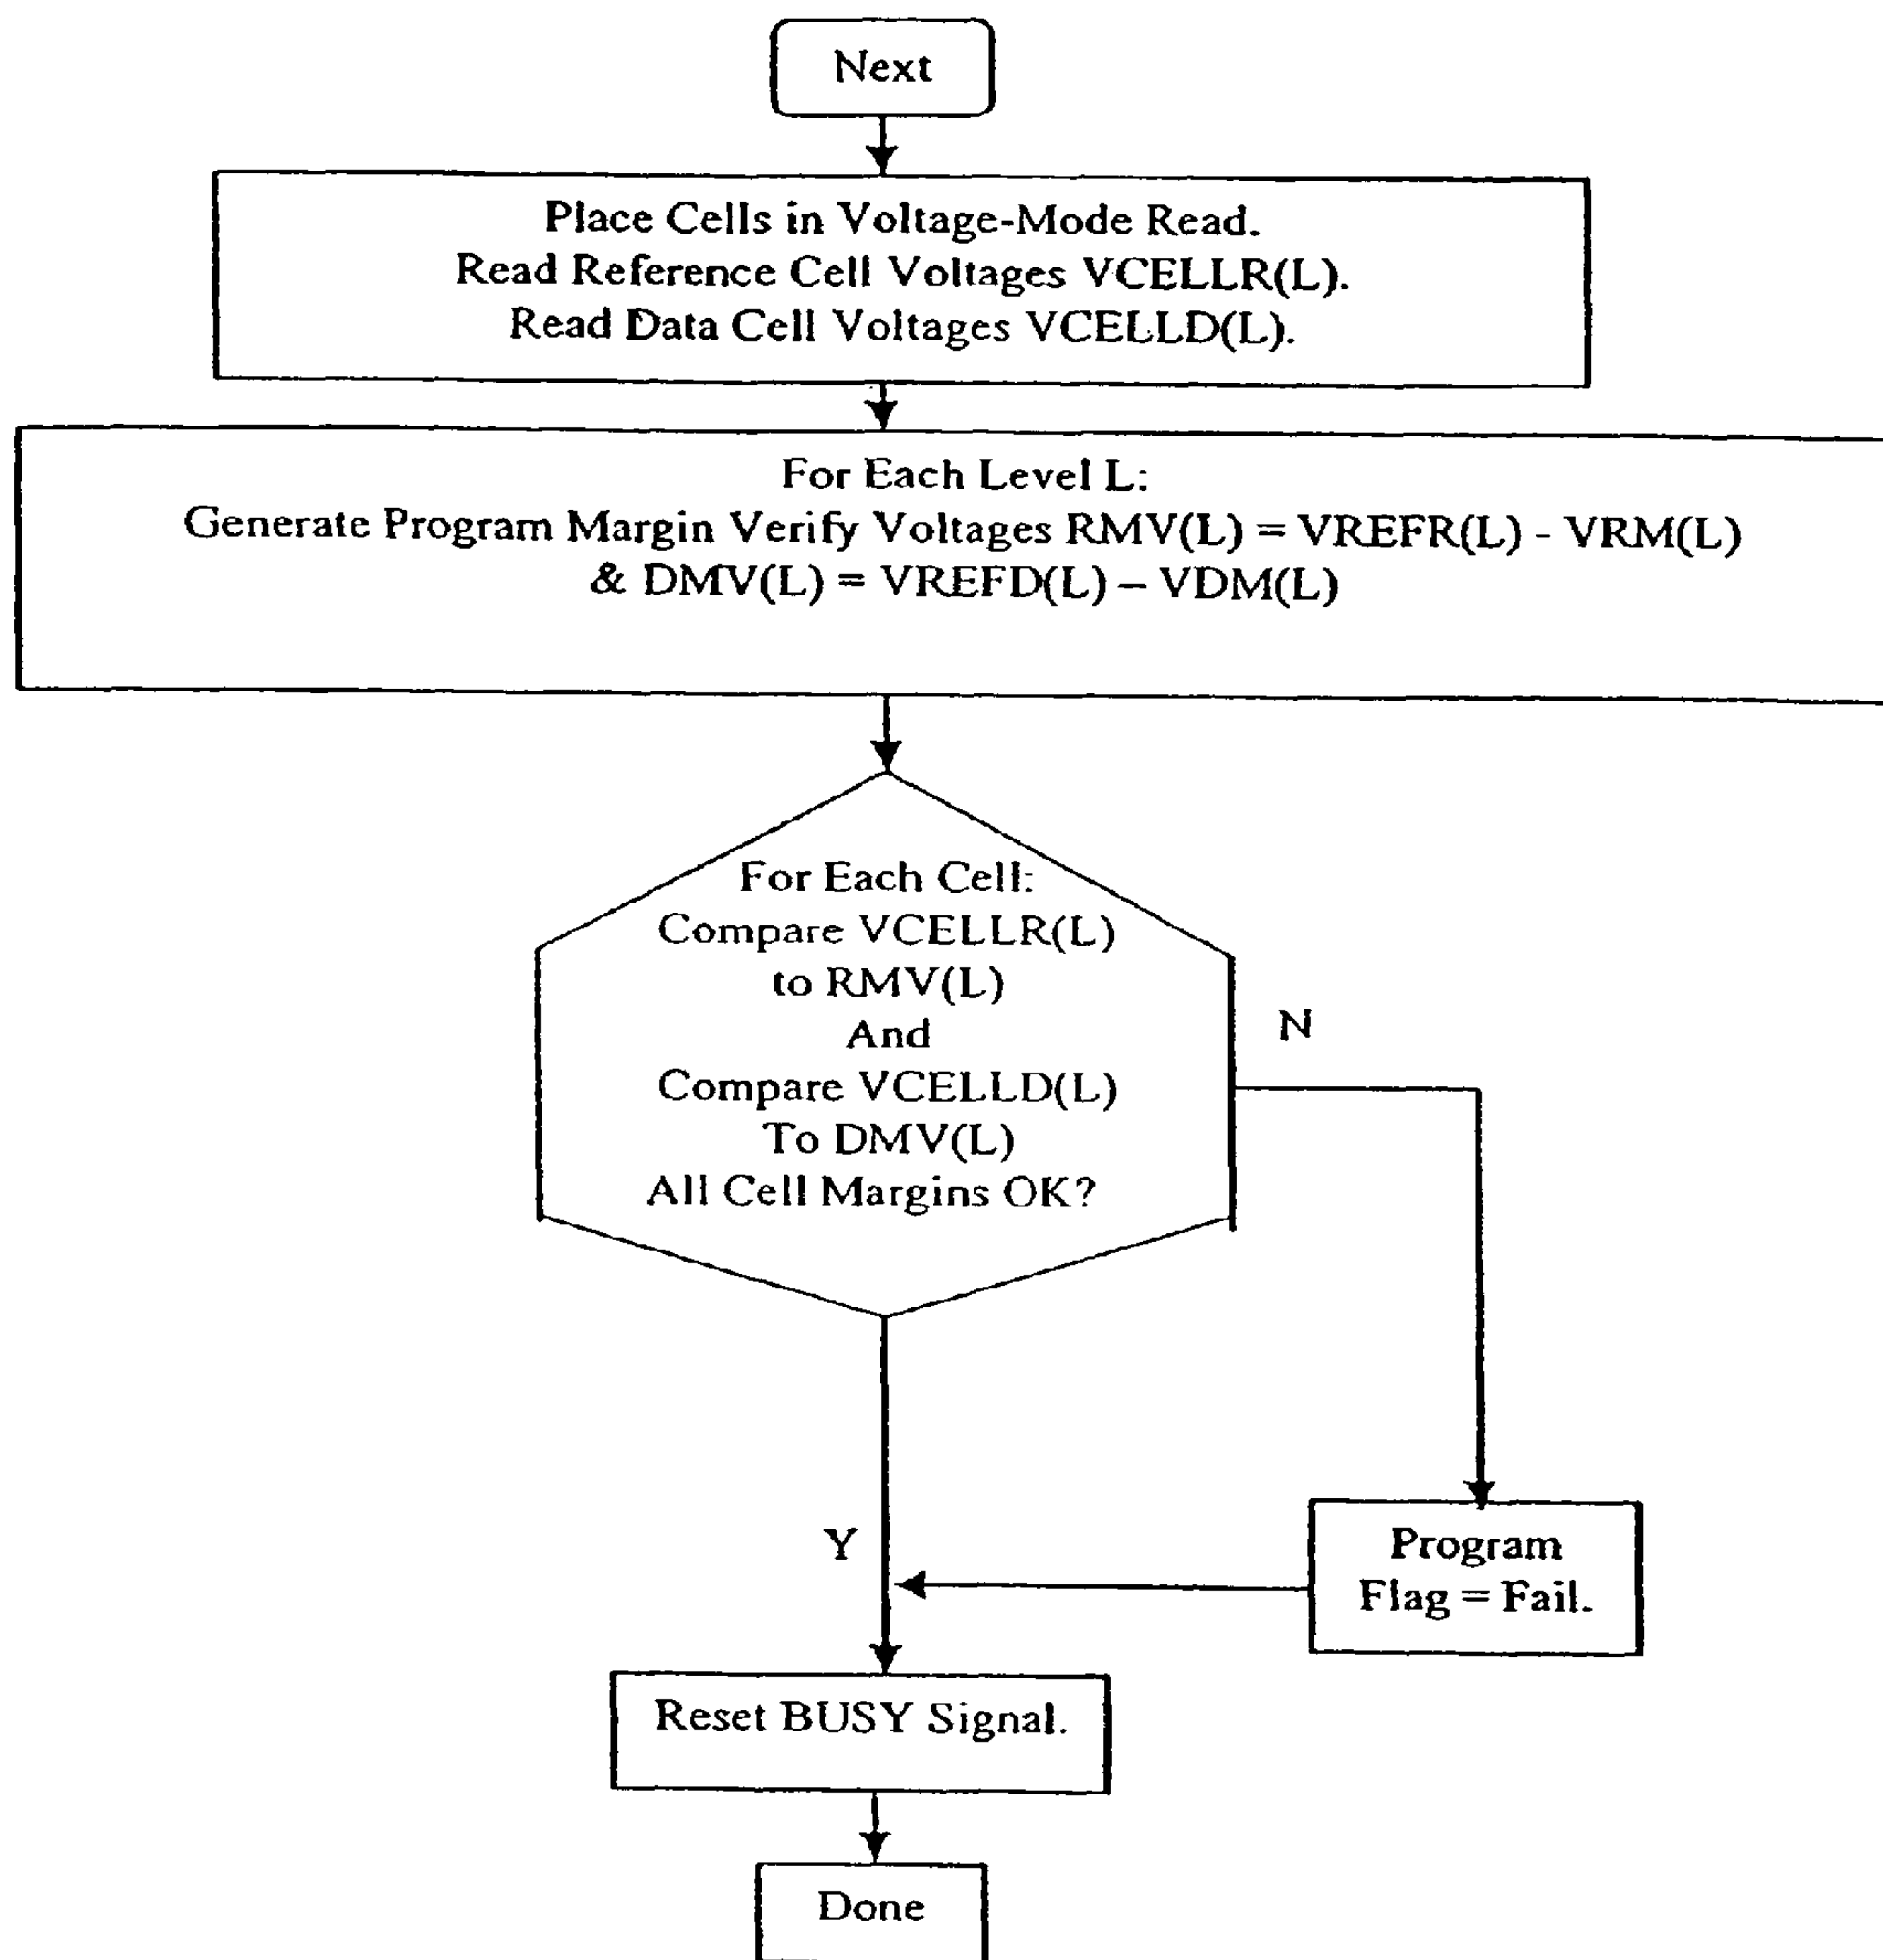 Next
Place Cells in Voltage-Mode Read.
Read Reference Cell Voltages VCELLR(L).
Read Data Cell Voltages VCELLD(L).
For Each Level L:
Generate Program Margin Verify Voltages RMV(L) = VREFR(L) - VRM(L)
& DMV(L) = VREFD(L) – VDM(L)
For Each Cell:
Compare VCELLR(L)
to RMV(L)
And
Compare VCELLD(L)
To DMV(L)
All Cell Margins OK?
N
Y
Program
Flag = Fail.
Reset BUSY Signal.
Done